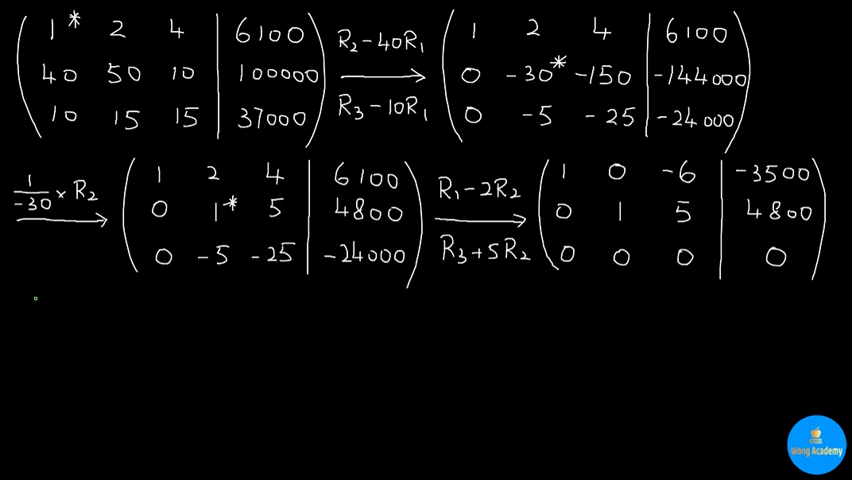 ( 1* 2 4 | 6100 ) R₂-40R₁ ( 1 2 4 | 6100 )
( 40 50 10 | 100000 ) ⟶ ( 0 -30* -150 | -144000 )
( 10 15 15 | 37000 ) R₃-10R₁ ( 0 -5 -25 | -24000 )
1/-30 × R₂ ( 1 2 4 | 6100 ) R₁-2R₂ ( 1 0 -6 | -3500 )
⟶ ( 0 1* 5 | 4800 ) ⟶ ( 0 1 5 | 4800 )
( 0 -5 -25 | -24000 ) R₃+5R₂ ( 0 0 0 | 0 )
Wong Academy